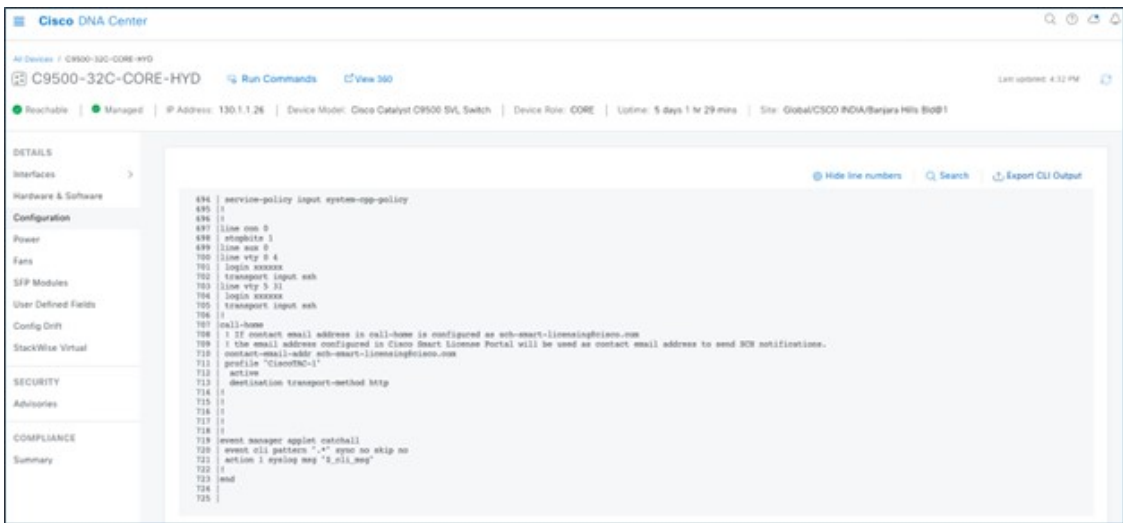 Cisco DNA Center
All Devices / C9500-32C-CORE-HYD
C9500-32C-CORE-HYD Run Commands View 360 Last updated: 4:32 PM
Reachable | Managed | IP Address: 130.1.1.26 | Device Model: Cisco Catalyst C9500 SVL Switch | Device Role: CORE | Uptime: 5 days 1 hr 29 mins | Site: Global/CSCO INDIA/Banjara Hills Bld@1
DETAILS
Interfaces >
Hardware & Software
Configuration
Power
Fans
SFP Modules
User Defined Fields
Config Drift
StackWise Virtual
SECURITY
Advisories
COMPLIANCE
Summary
Hide line numbers Search Export CLI Output
694 | service-policy input system-cpp-policy
695 |!
696 |!
697 |line con 0
698 | stopbits 1
699 |line aux 0
700 |line vty 0 4
701 | login xxxxxx
702 | transport input ssh
703 |line vty 5 31
704 | login xxxxxx
705 | transport input ssh
706 |!
707 |call-home
708 | ! If contact email address in call-home is configured as sch-smart-licensing@cisco.com
709 | ! the email address configured in Cisco Smart License Portal will be used as contact email address to send SCH notifications.
710 | contact-email-addr sch-smart-licensing@cisco.com
711 | profile "CiscoTAC-1"
712 |  active
713 |  destination transport-method http
714 |!
715 |!
716 |!
717 |!
718 |!
719 |event manager applet catchall
720 | event cli pattern ".*" sync no skip no
721 | action 1 syslog msg "$_cli_msg"
722 |!
723 |end
724 |
725 |